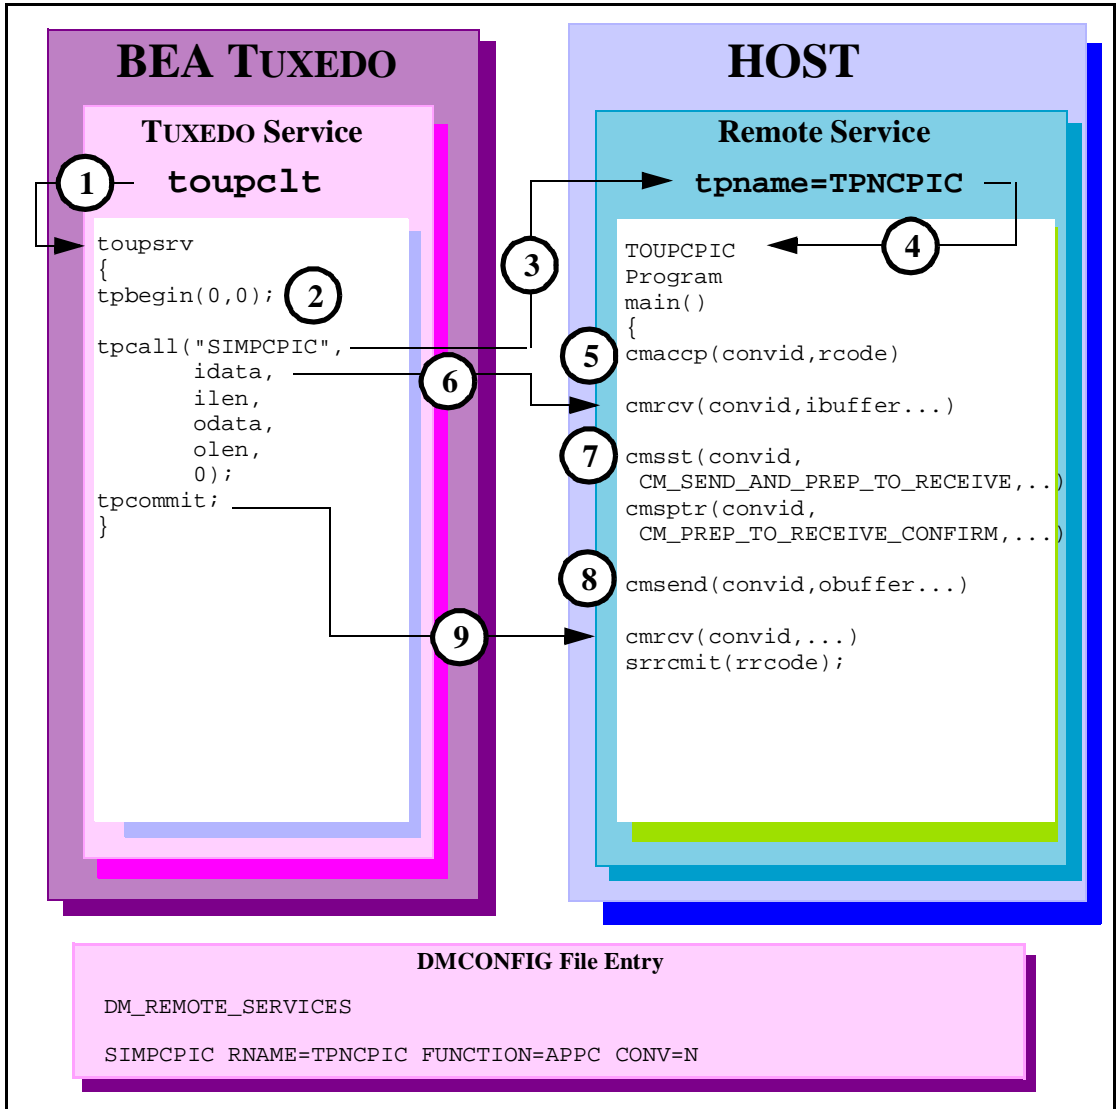 BEA TUXEDO
TUXEDO Service
toupclt
1
toupsrv
{
tpbegin(0,0);
2
tpcall("SIMPCPIC",
idata,
ilen,
odata,
olen,
0);
tpcommit;
}
3
6
9
HOST
Remote Service
tpname=TPNCPIC
4
TOUPCPIC
Program
main()
{
5
cmaccp(convid,rcode)
cmrcv(convid,ibuffer...)
7
cmsst(convid,
CM_SEND_AND_PREP_TO_RECEIVE,..)
cmsptr(convid,
CM_PREP_TO_RECEIVE_CONFIRM,...)
8
cmsend(convid,obuffer...)
cmrcv(convid,...)
srrcmit(rrcode);
DMCONFIG File Entry
DM_REMOTE_SERVICES
SIMPCPIC RNAME=TPNCPIC FUNCTION=APPC CONV=N